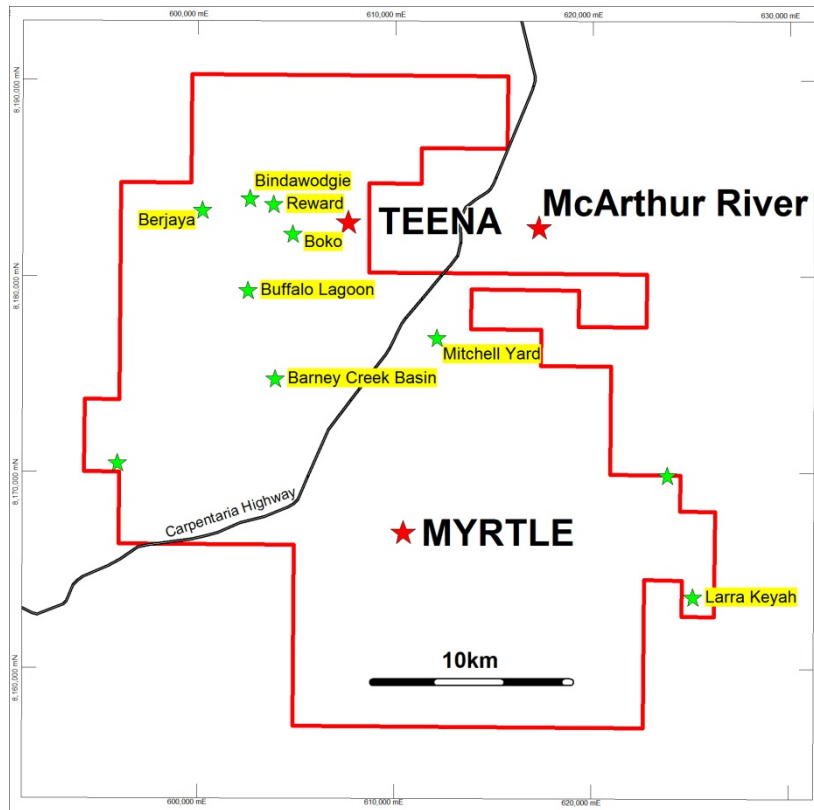 600,000 mE
610,000 mE
620,000 mE
630,000 mE
8,190,000 mN
Bindawodgie
Reward
McArthur River
Berjaya
TEENA
Boko
8,180,000 mN
Buffalo Lagoon
Mitchell Yard
Barney Creek Basin
8,170,000 mN
Carpentaria Highway
MYRTLE
Larra Keyah
8,160,000 mN
10km
600,000 mE
610,000 mE
620,000 mE